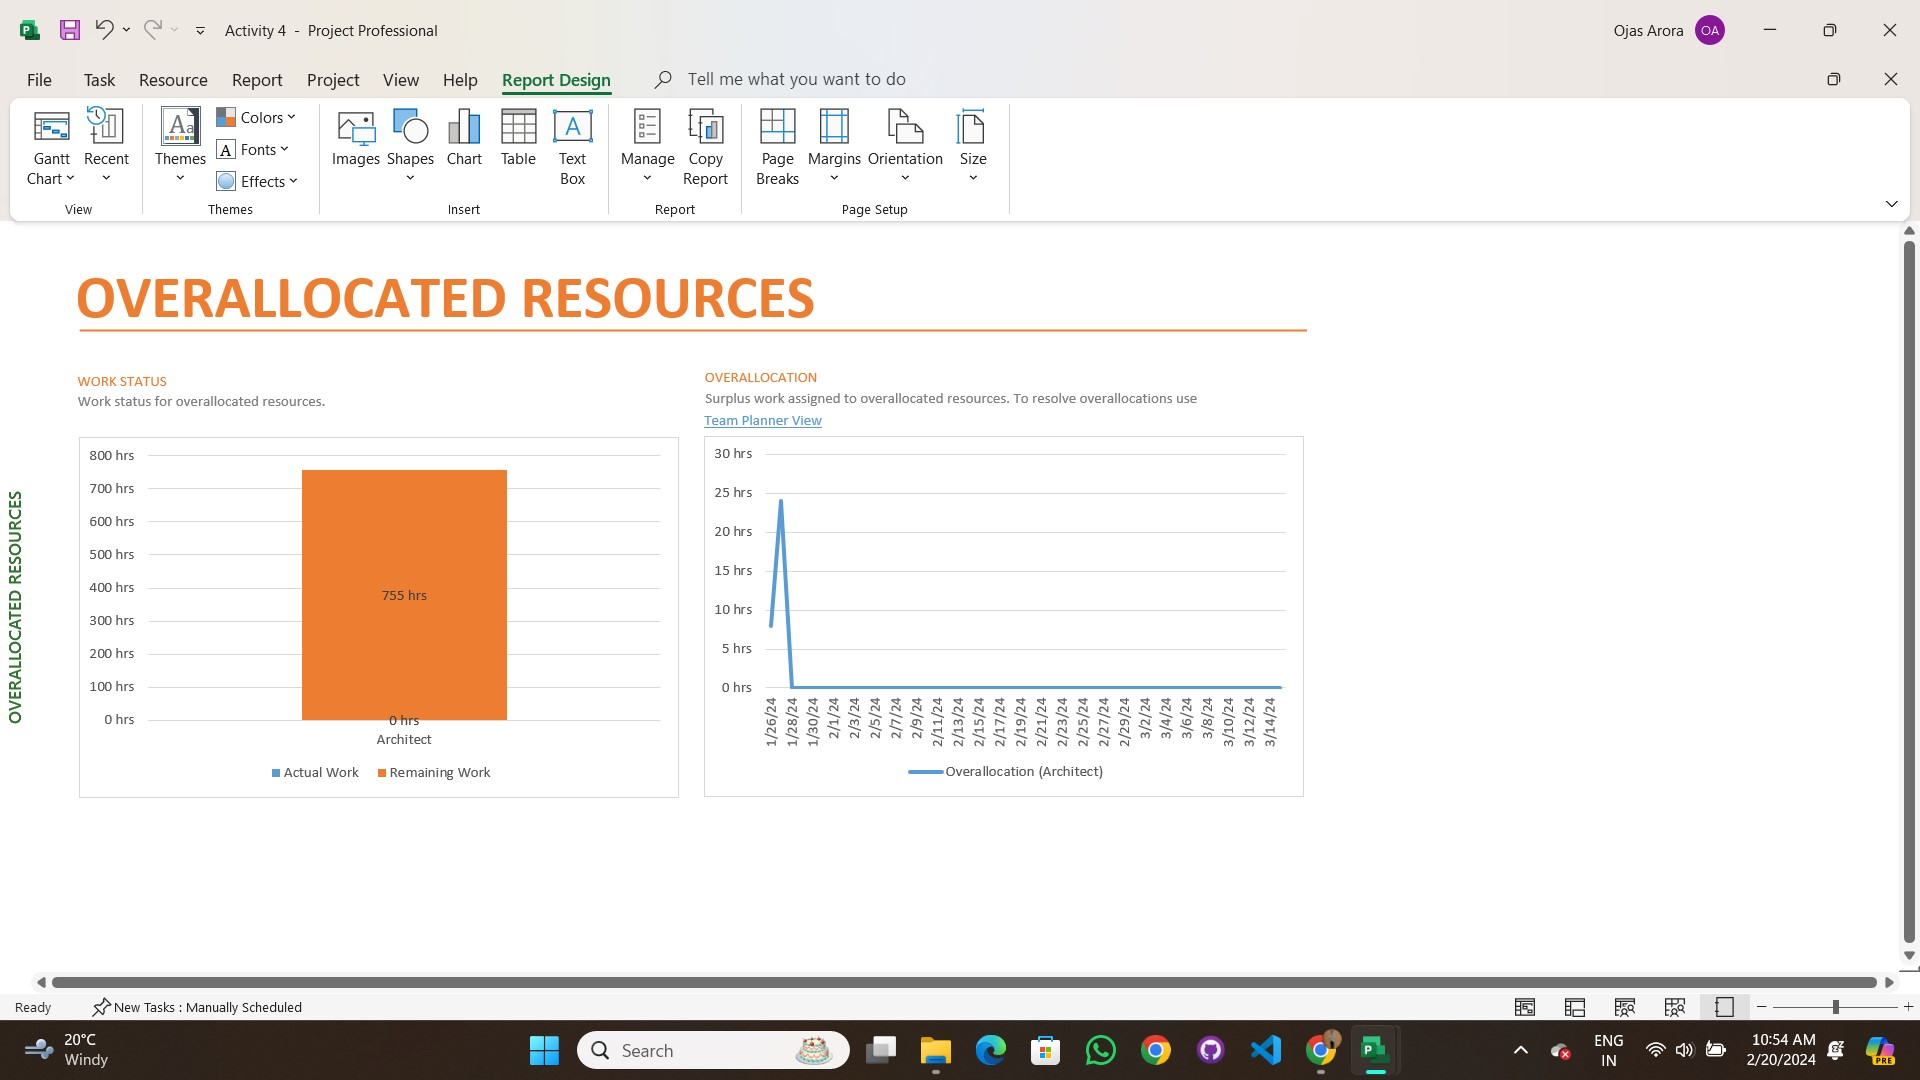 Activity 4 - Project Professional
Ojas Arora
OA
File
Task
Resource
Report
Project
View
Help
Report Design
Tell me what you want to do
Gantt
Chart
Recent
View
Themes
Colors
Fonts
Effects
Themes
Images
Shapes
Chart
Table
Text
Box
Insert
Manage
Copy
Report
Report
Page
Breaks
Margins
Orientation
Size
Page Setup
OVERALLOCATED RESOURCES
OVERALLOCATED RESOURCES
WORK STATUS
Work status for overallocated resources.
800 hrs
700 hrs
600 hrs
500 hrs
400 hrs
300 hrs
200 hrs
100 hrs
0 hrs
755 hrs
0 hrs
Architect
Actual Work
Remaining Work
OVERALLOCATION
Surplus work assigned to overallocated resources. To resolve overallocations use
Team Planner View
30 hrs
25 hrs
20 hrs
15 hrs
10 hrs
5 hrs
0 hrs
1/26/24
1/28/24
1/30/24
2/1/24
2/3/24
2/5/24
2/7/24
2/9/24
2/11/24
2/13/24
2/15/24
2/17/24
2/19/24
2/21/24
2/23/24
2/25/24
2/27/24
2/29/24
3/2/24
3/4/24
3/6/24
3/8/24
3/10/24
3/12/24
3/14/24
Overallocation (Architect)
Ready
New Tasks : Manually Scheduled
20°C
Windy
Search
ENG
IN
10:54 AM
2/20/2024
PRE